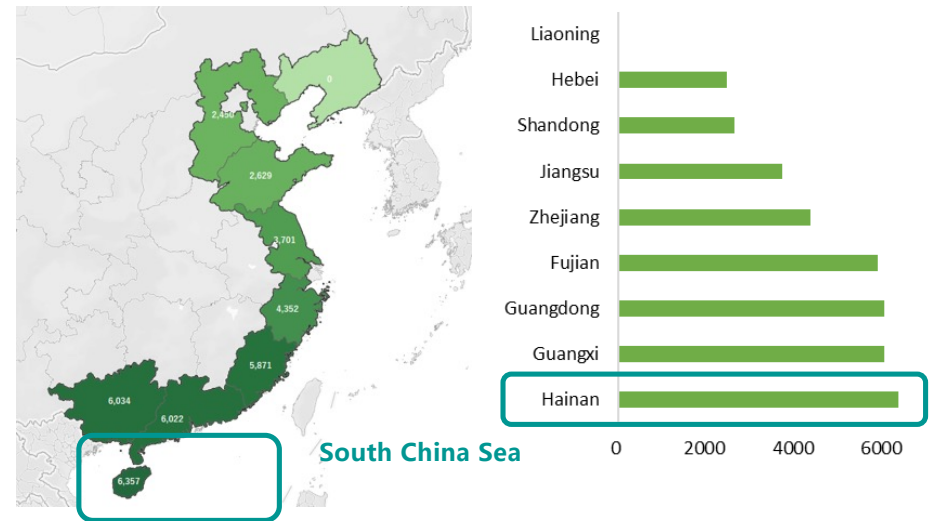 0
2,450
2,629
3,701
4,352
5,871
6,034
6,022
6,357
South China Sea
Liaoning
Hebei
Shandong
Jiangsu
Zhejiang
Fujian
Guangdong
Guangxi
Hainan
0 2000 4000 6000